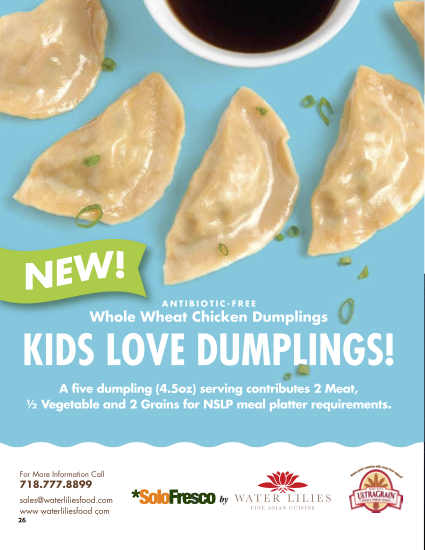 NEW!
ANTIBIOTIC-FREE
Whole Wheat Chicken Dumplings
KIDS LOVE DUMPLINGS!
A five dumpling (4.5oz) serving contributes 2 Meat,
½ Vegetable and 2 Grains for NSLP meal platter requirements.
For More Information Call
718.777.8899
sales@waterliliesfood.com
www.waterliliesfood.com
26
*SoloFresco by WATER LILIES
FINE ASIAN CUISINE
ULTRAGRAIN